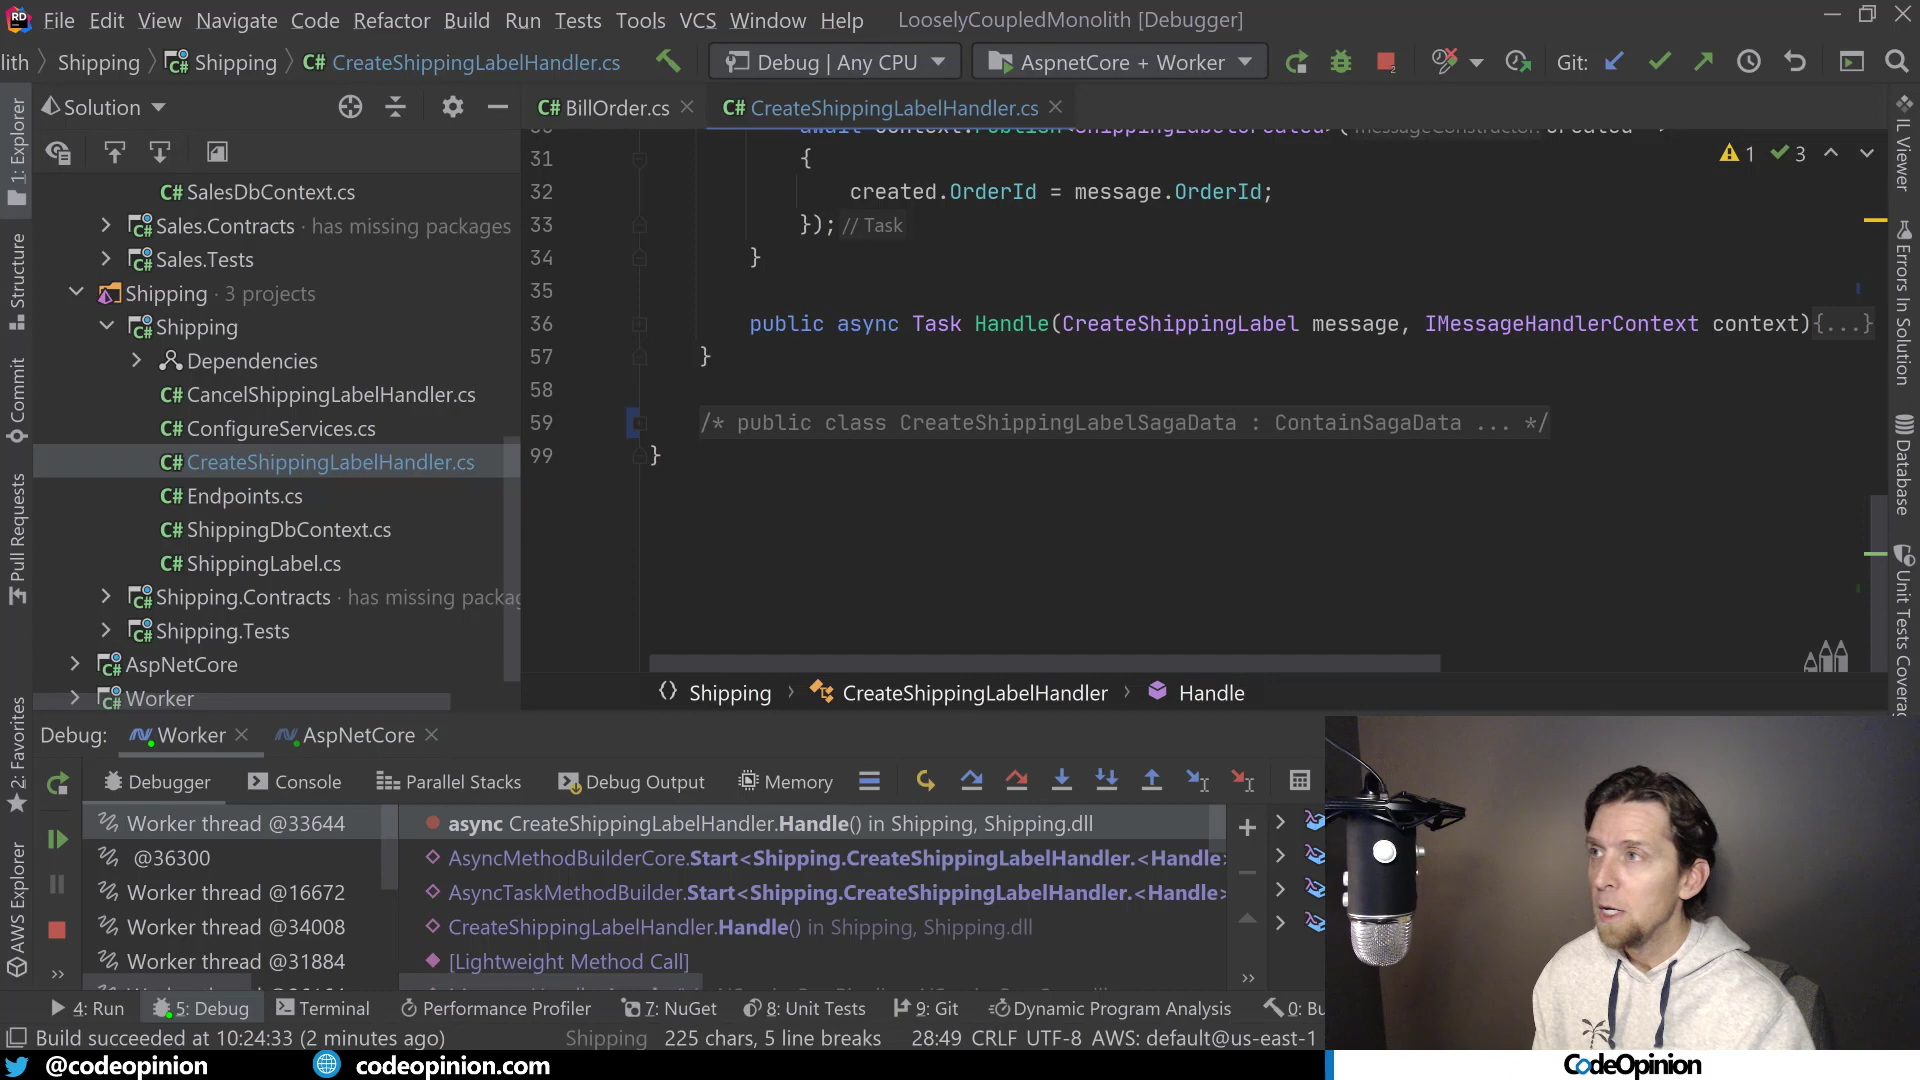 File Edit View Navigate Code Refactor Build Run Tests Tools VCS Window Help LooselyCoupledMonolith [Debugger]
lith Shipping Shipping C# CreateShippingLabelHandler.cs Debug | Any CPU AspnetCore + Worker Git:
Solution
C# BillOrder.cs C# CreateShippingLabelHandler.cs
1: Explorer
Structure
Commit
Pull Requests
2: Favorites
AWS Explorer
C# SalesDbContext.cs
Sales.Contracts · has missing packages
Sales.Tests
Shipping · 3 projects
Shipping
Dependencies
C# CancelShippingLabelHandler.cs
C# ConfigureServices.cs
C# CreateShippingLabelHandler.cs
C# Endpoints.cs
C# ShippingDbContext.cs
C# ShippingLabel.cs
Shipping.Contracts · has missing packag
Shipping.Tests
AspNetCore
Worker
1 3
31 {
32 created.OrderId = message.OrderId;
33 }); // Task
34 }
35
36 public async Task Handle(CreateShippingLabel message, IMessageHandlerContext context){...}
57 }
58
59 /* public class CreateShippingLabelSagaData : ContainSagaData ... */
99 }
Shipping › CreateShippingLabelHandler › Handle
IL Viewer
Errors In Solution
Database
Unit Tests Coverag
Debug: Worker AspNetCore
Debugger Console Parallel Stacks Debug Output Memory
Worker thread @33644
@36300
Worker thread @16672
Worker thread @34008
Worker thread @31884
async CreateShippingLabelHandler.Handle() in Shipping, Shipping.dll
AsyncMethodBuilderCore.Start<Shipping.CreateShippingLabelHandler.<Handle>
AsyncTaskMethodBuilder.Start<Shipping.CreateShippingLabelHandler.<Handle>
CreateShippingLabelHandler.Handle() in Shipping, Shipping.dll
[Lightweight Method Call]
4: Run 5: Debug Terminal Performance Profiler 7: NuGet 8: Unit Tests 9: Git Dynamic Program Analysis 0: Bu
Build succeeded at 10:24:33 (2 minutes ago) Shipping 225 chars, 5 line breaks 28:49 CRLF UTF-8 AWS: default@us-east-1
@codeopinion codeopinion.com CodeOpinion